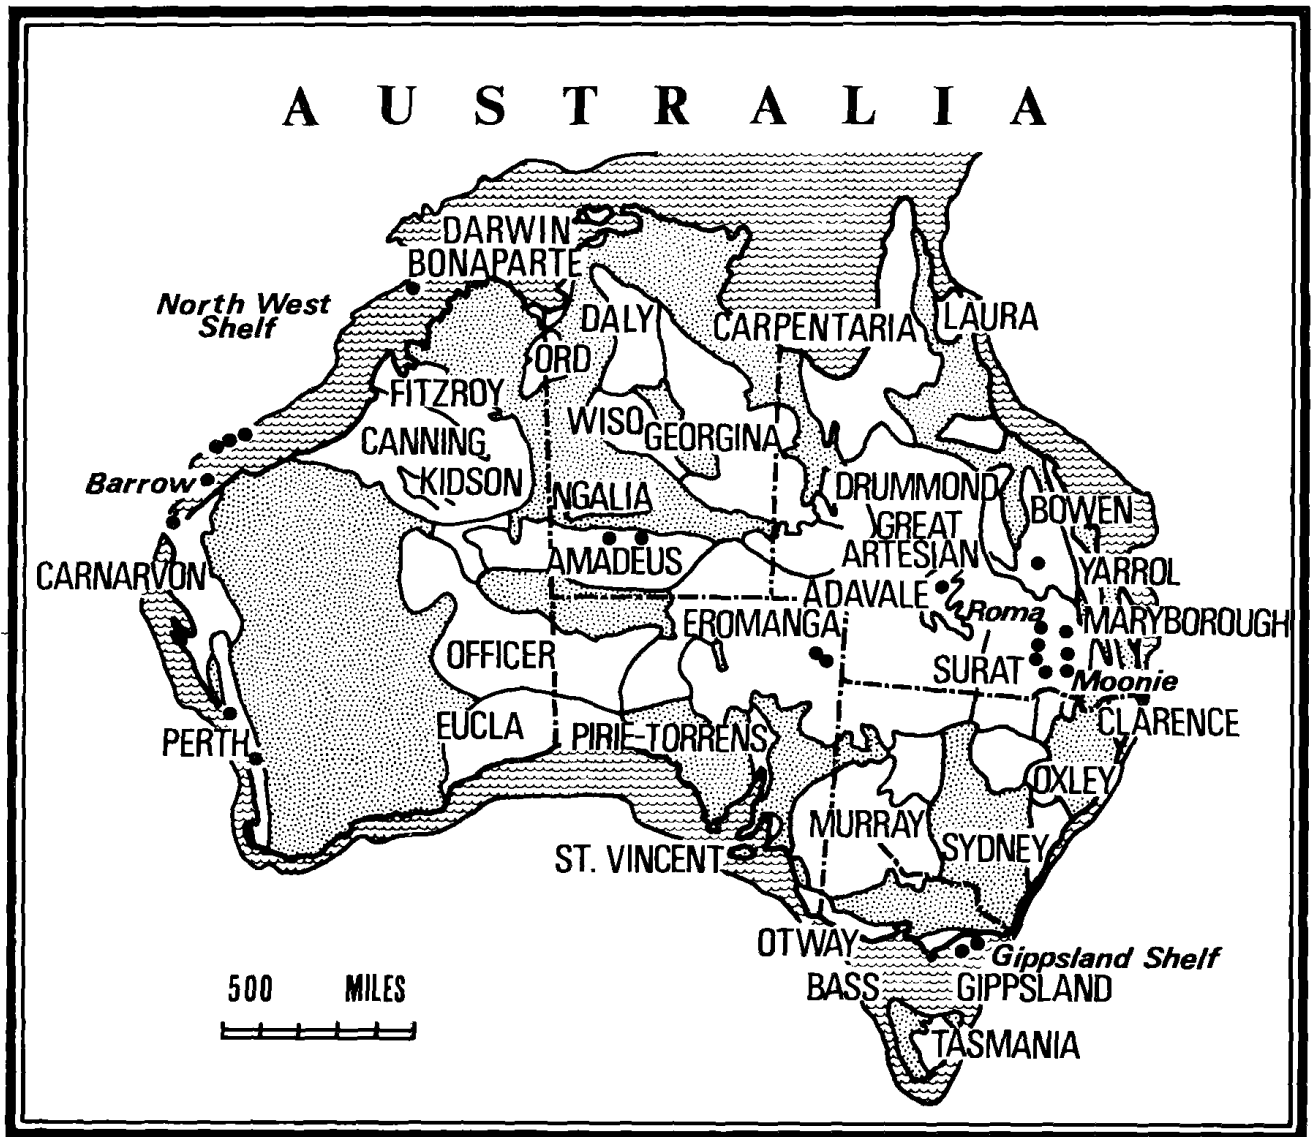 AUSTRALIA
DARWIN
BONAPARTE
North West
Shelf
DALY
CARPENTARIA
LAURA
ORD
FITZROY
WISO
GEORGINA
CANNING
KIDSON
Barrow
NGALIA
DRUMMOND
BOWEN
GREAT
ARTESIAN
AMADEUS
CARNARVON
YARROL
ADAVALE
Roma
MARYBOROUGH
EROMANGA
OFFICER
SURAT
Moonie
EUCLA
PIRIE-TORRENS
CLARENCE
PERTH
OXLEY
MURRAY
SYDNEY
ST. VINCENT
OTWAY
Gippsland Shelf
BASS
GIPPSLAND
500 MILES
TASMANIA